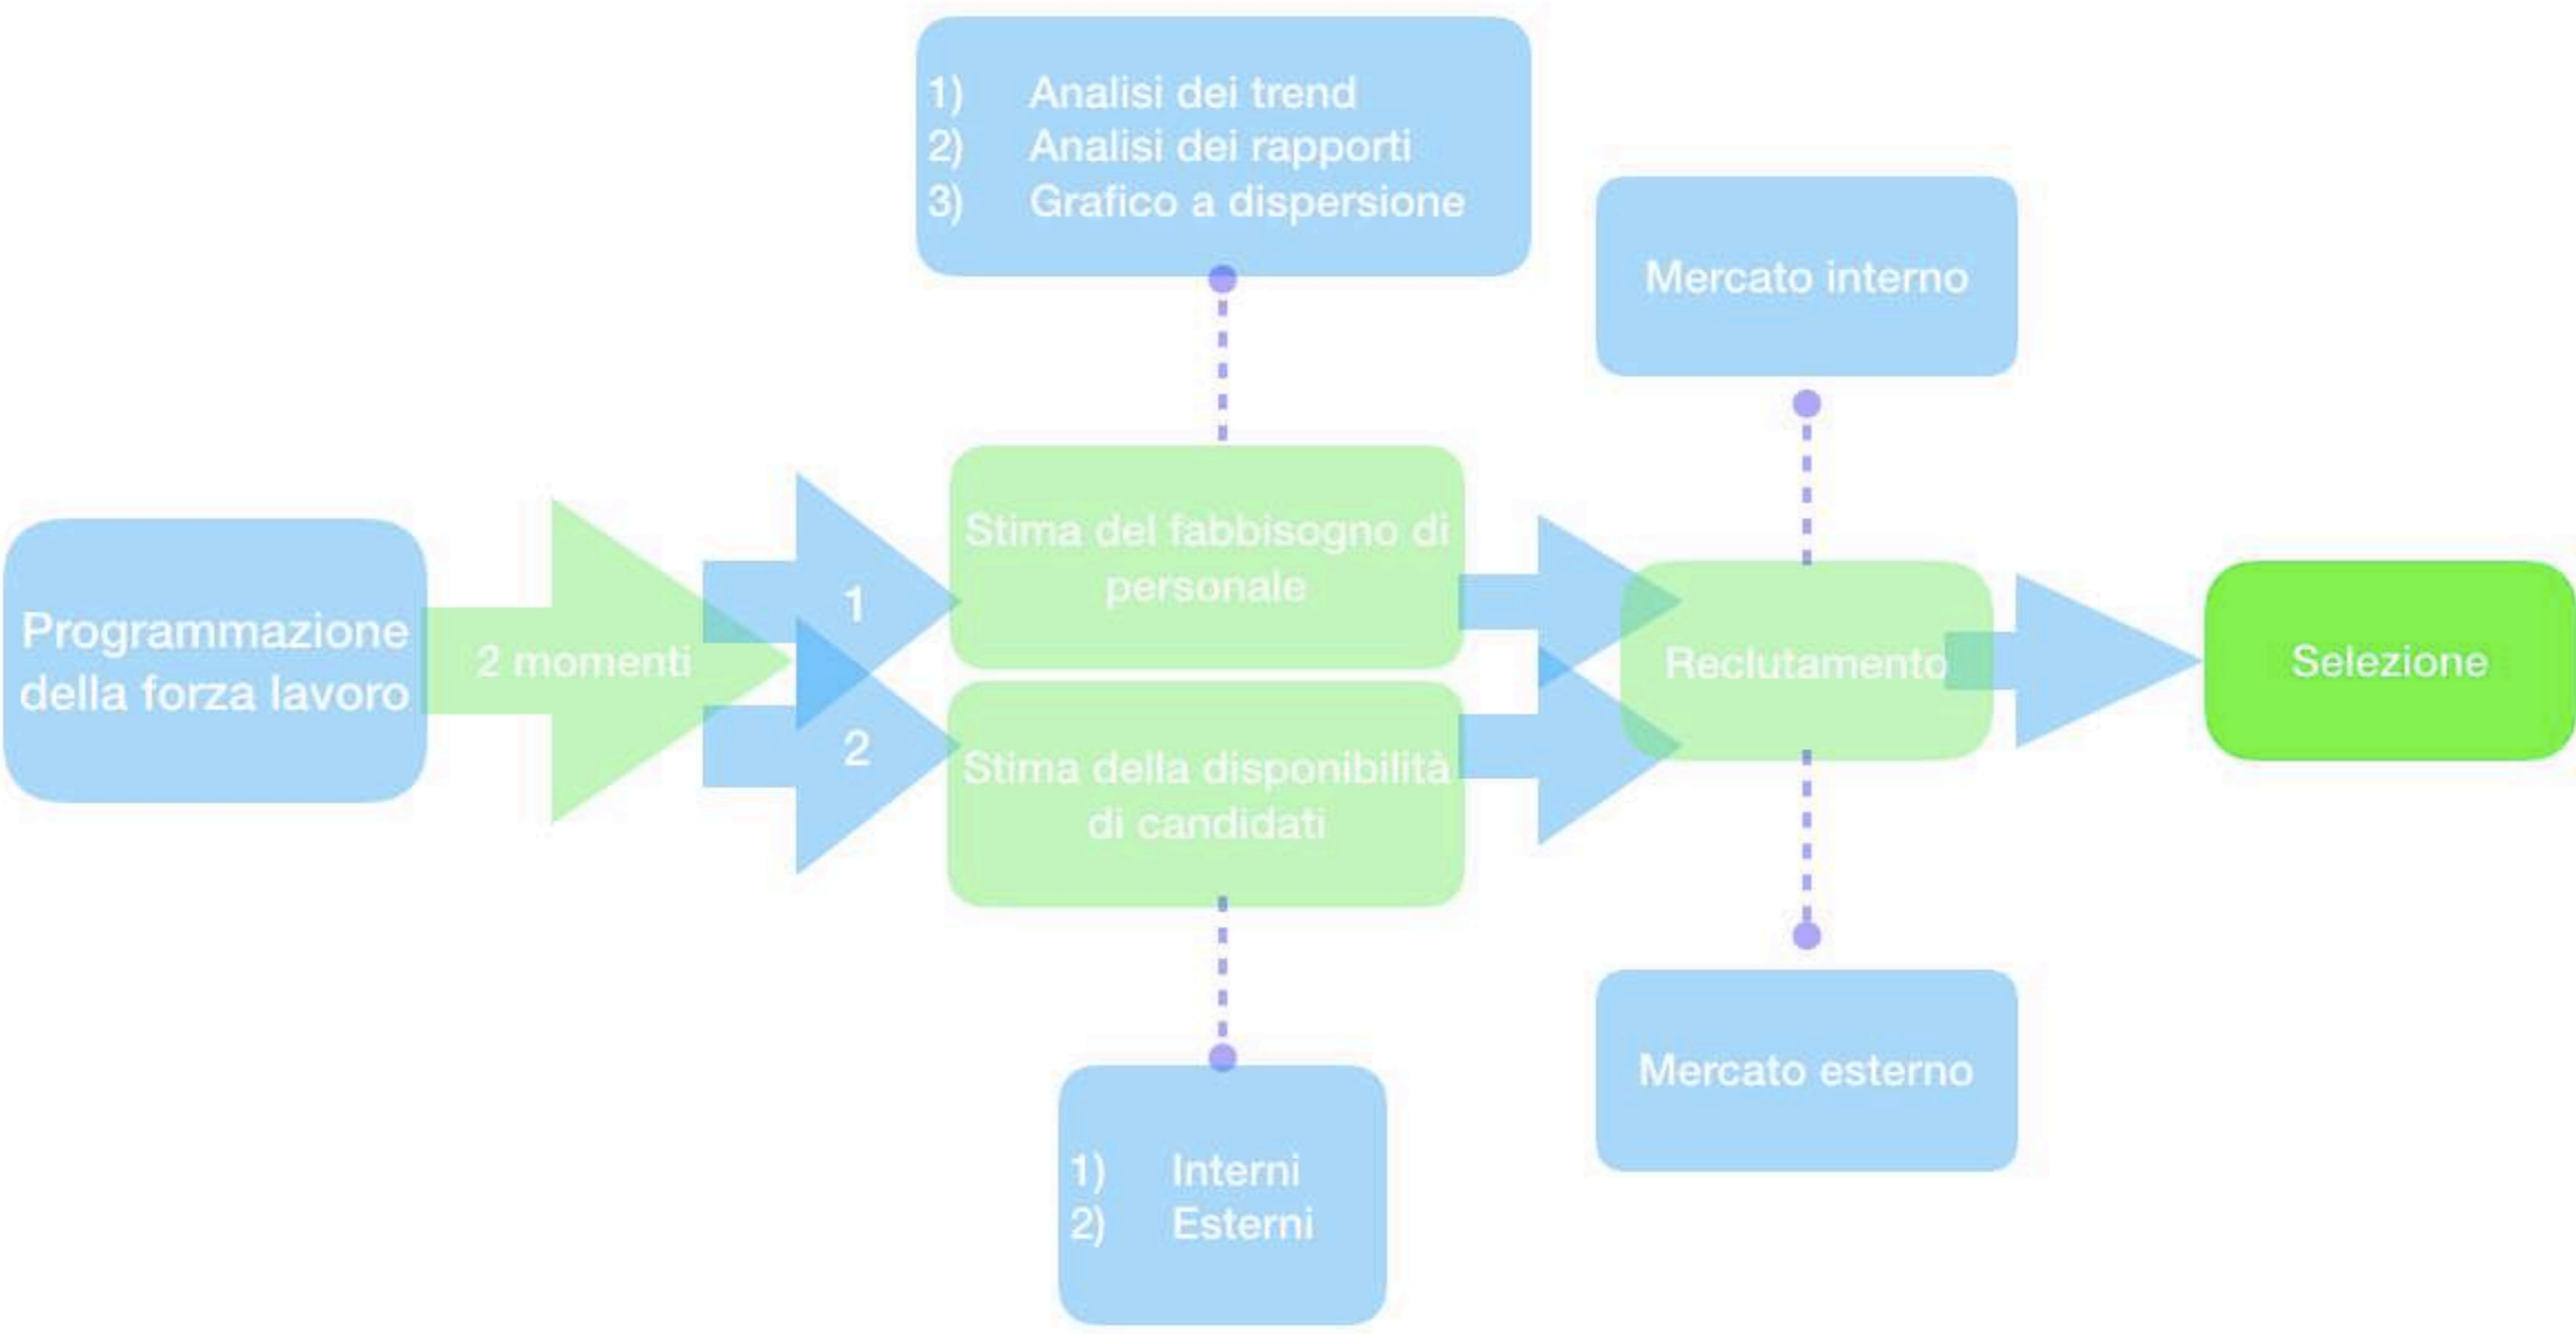 1) Analisi dei trend
2) Analisi dei rapporti
3) Grafico a dispersione
Mercato interno
Programmazione
della forza lavoro
2 momenti
1
2
Stima del fabbisogno di
personale
Stima della disponibilità
di candidati
Reclutamento
Selezione
Mercato esterno
1) Interni
2) Esterni